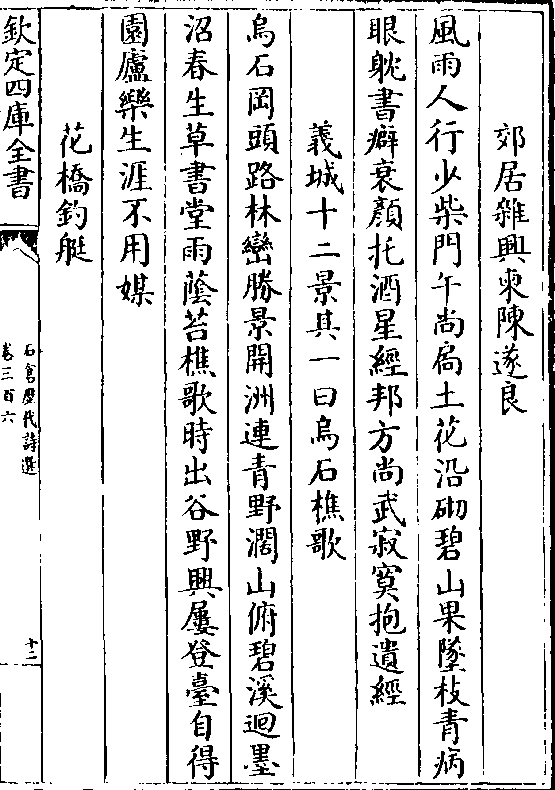 郊居雜興柬陳遂良
風雨人行少柴門午尚扃土花沿砌碧山果墜枝青病
眼躭書癖衰顏托酒星經邦方尚武寂寞抱遺經
義城十二景其一曰烏石樵歌
烏石岡頭路林巒勝景開洲連青野濶山俯碧溪迴墨
沼春生草書堂雨蔭苔樵歌時出谷野興屢登臺自得
園廬樂生涯不用媒
花橋釣艇
欽定四庫全書
石倉歷代詩選
卷三百六
十二